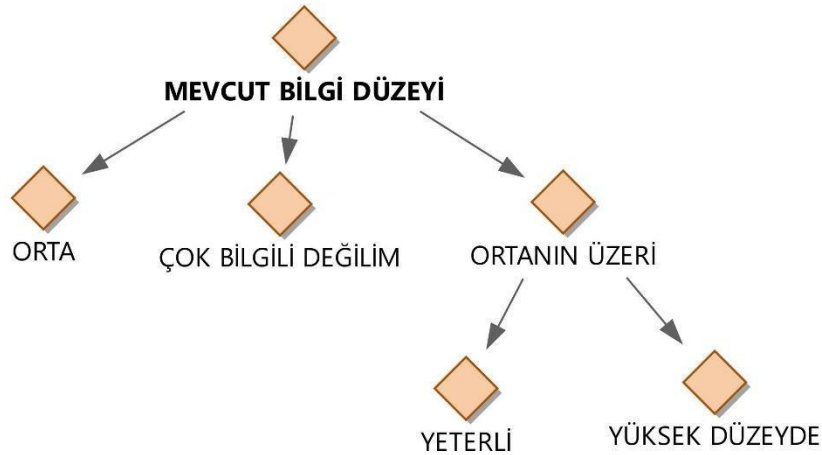 MEVCUT BİLGİ DÜZEYİ
ORTA
ÇOK BİLGİLİ DEĞİLİM
ORTANIN ÜZERİ
YETERLİ
YÜKSEK DÜZEYDE